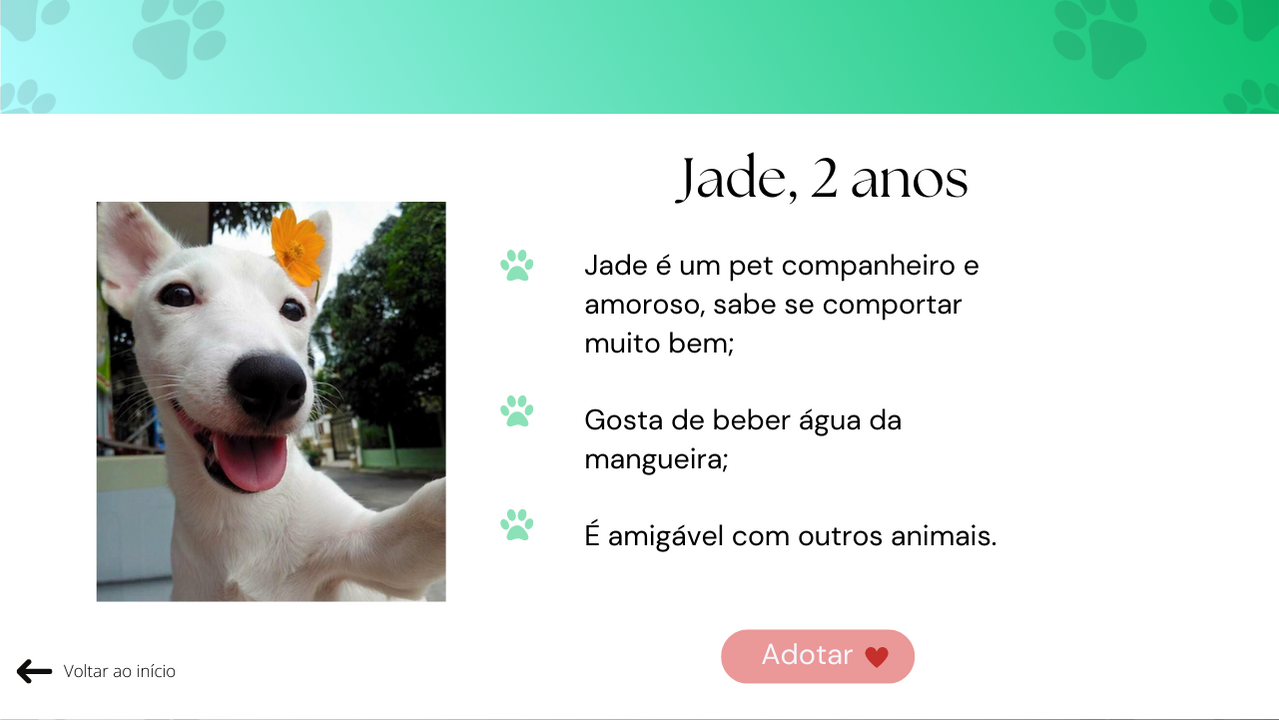 Jade, 2 anos
Jade é um pet companheiro e
amoroso, sabe se comportar
muito bem;
Gosta de beber água da
mangueira;
É amigável com outros animais.
Adotar
Voltar ao início